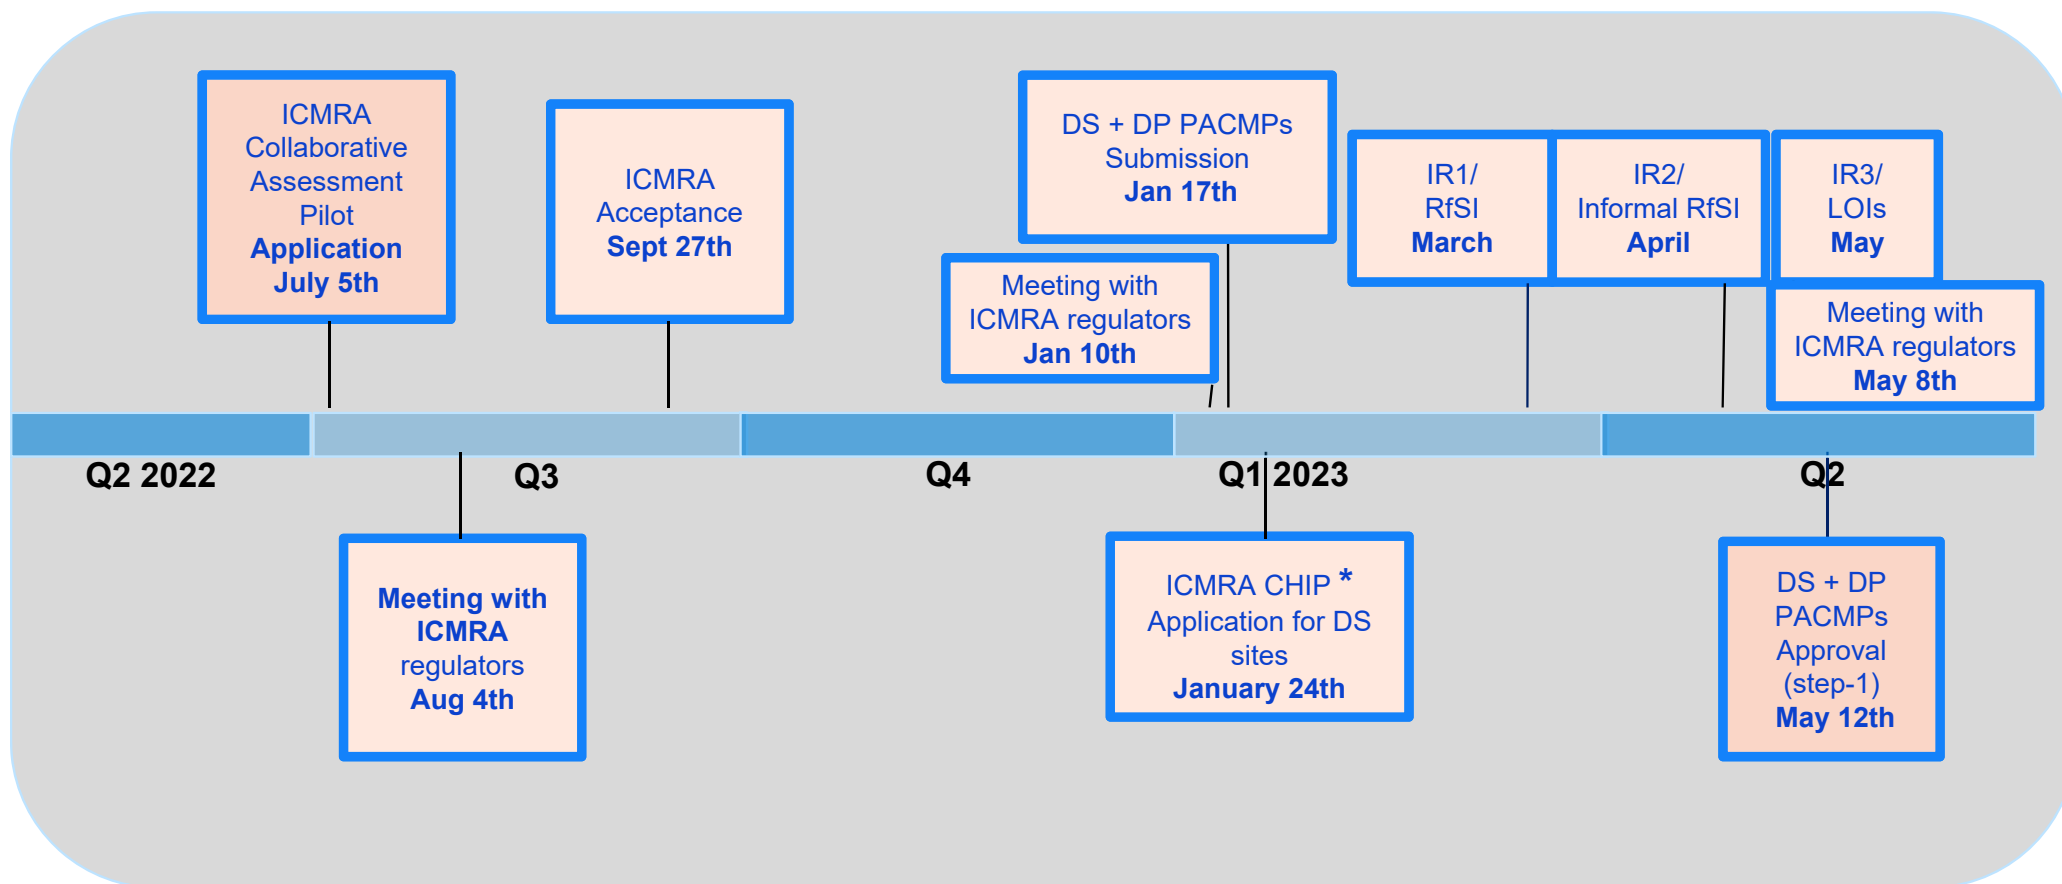 ICMRA
Collaborative
Assessment
Pilot
Application
July 5th
ICMRA
Acceptance
Sept 27th
DS + DP PACMPs
Submission
Jan 17th
Meeting with
ICMRA regulators
Jan 10th
IR1/
RfSI
March
IR2/
Informal RfSI
April
IR3/
LOIs
May
Meeting with
ICMRA regulators
May 8th
Q2 2022
Q3
Q4
Q1 2023
Q2
Meeting with
ICMRA
regulators
Aug 4th
ICMRA CHIP *
Application for DS
sites
January 24th
DS + DP
PACMPs
Approval
(step-1)
May 12th